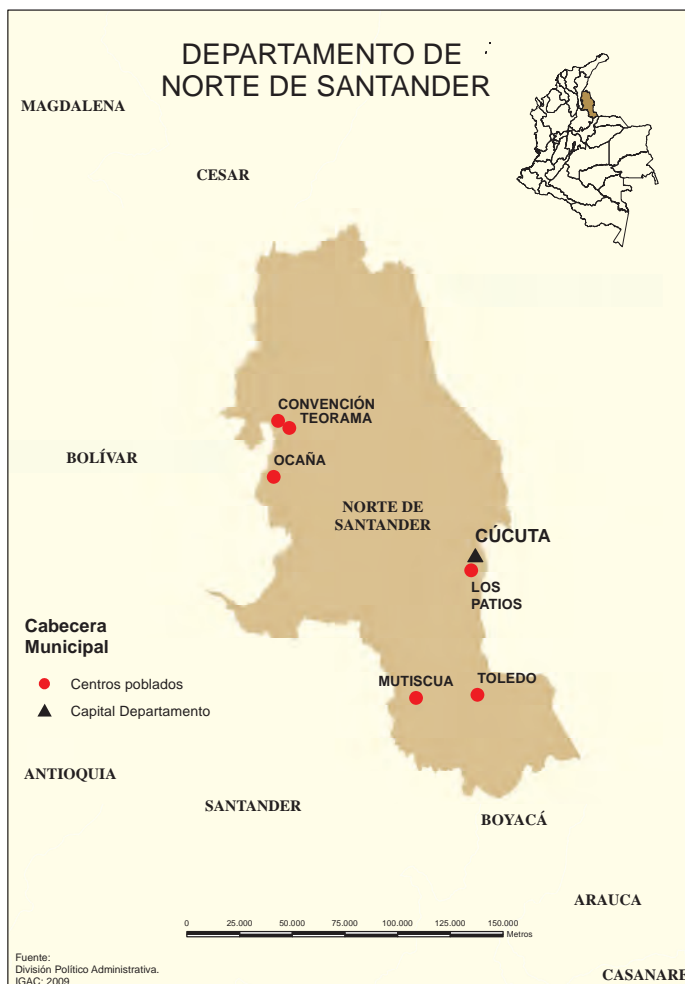 DEPARTAMENTO DE
NORTE DE SANTANDER
MAGDALENA
CESAR
CONVENCIÓN
TEORAMA
BOLÍVAR
OCAÑA
NORTE DE
SANTANDER
CÚCUTA
LOS
PATIOS
Cabecera
Municipal
Centros poblados
Capital Departamento
MUTISCUA
TOLEDO
ANTIOQUIA
SANTANDER
BOYACÁ
ARAUCA
0 25.000 50.000 75.000 100.000 125.000 150.000
Metros
Fuente:
División Político Administrativa.
IGAC: 2009
CASANARE